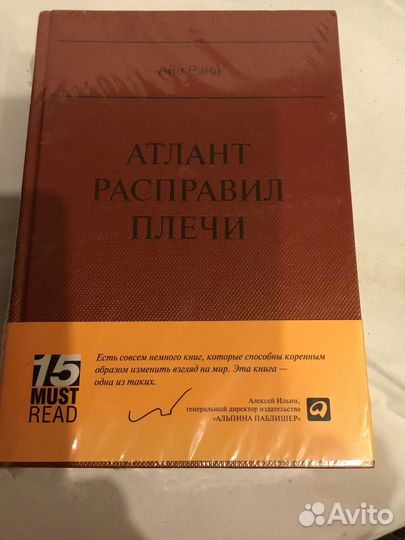 Айн Рэнд
АТЛАНТ
РАСПРАВИЛ
ПЛЕЧИ
15
MUST
READ
Есть совсем немного книг, которые способны коренным
образом изменить взгляд на мир. Эта книга —
одна из таких.
Алексей Ильин,
генеральный директор издательства
«АЛЬПИНА ПАБЛИШЕР»
Avito